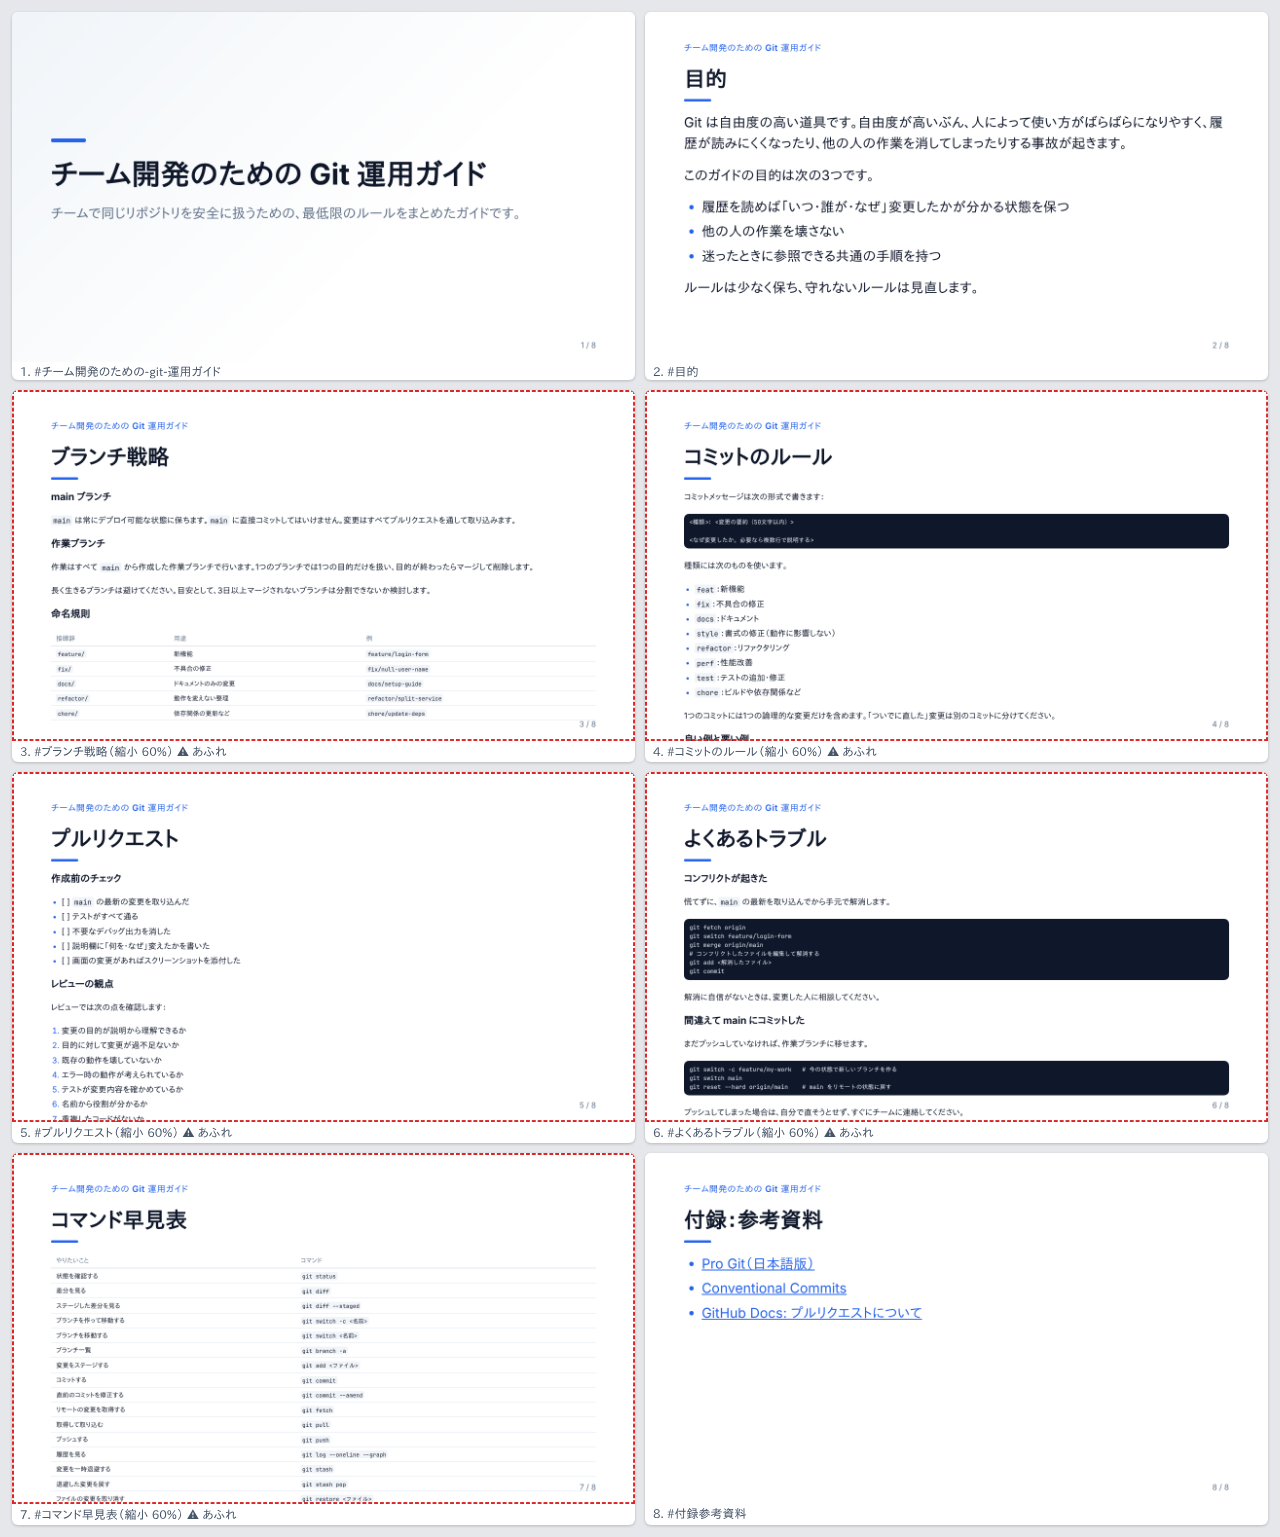 チーム開発のための Git 運用ガイド
チームで同じリポジトリを安全に扱うための、最低限のルールをまとめたガイドです。
1 / 8
1. #チーム開発のための-git-運用ガイド
チーム開発のための Git 運用ガイド
目的
Git は自由度の高い道具です。自由度が高いぶん、人によって使い方がばらばらになりやすく、履
歴が読みにくくなったり、他の人の作業を消してしまったりする事故が起きます。
このガイドの目的は次の3つです。
• 履歴を読めば「いつ・誰が・なぜ」変更したかが分かる状態を保つ
• 他の人の作業を壊さない
• 迷ったときに参照できる共通の手順を持つ
ルールは少なく保ち、守れないルールは見直します。
2 / 8
2. #目的
チーム開発のための Git 運用ガイド
ブランチ戦略
main ブランチ
main は常にデプロイ可能な状態に保ちます。main に直接コミットしてはいけません。変更はすべてプルリクエストを通して取り込みます。
作業ブランチ
作業はすべて main から作成した作業ブランチで行います。1つのブランチでは1つの目的だけを扱い、目的が終わったらマージして削除します。
長く生きるブランチは避けてください。目安として、3日以上マージされないブランチは分割できないか検討します。
命名規則
接頭辞 用途 例
feature/ 新機能 feature/login-form
fix/ 不具合の修正 fix/null-user-name
docs/ ドキュメントのみの変更 docs/setup-guide
refactor/ 動作を変えない整理 refactor/split-service
chore/ 依存関係の更新など chore/update-deps
3 / 8
3. #ブランチ戦略（縮小 60%） ⚠ あふれ
チーム開発のための Git 運用ガイド
コミットのルール
コミットメッセージは次の形式で書きます：
<種類>: <変更の要約（50文字以内）>
<なぜ変更したか。必要なら複数行で説明する>
種類には次のものを使います。
• feat：新機能
• fix：不具合の修正
• docs：ドキュメント
• style：書式の修正（動作に影響しない）
• refactor：リファクタリング
• perf：性能改善
• test：テストの追加・修正
• chore：ビルドや依存関係など
1つのコミットには1つの論理的な変更だけを含めます。「ついでに直した」変更は別のコミットに分けてください。
良い例と悪い例
4 / 8
4. #コミットのルール（縮小 60%） ⚠ あふれ
チーム開発のための Git 運用ガイド
プルリクエスト
作成前のチェック
• [ ] main の最新の変更を取り込んだ
• [ ] テストがすべて通る
• [ ] 不要なデバッグ出力を消した
• [ ] 説明欄に「何を・なぜ」変えたかを書いた
• [ ] 画面の変更があればスクリーンショットを添付した
レビューの観点
レビューでは次の点を確認します：
1. 変更の目的が説明から理解できるか
2. 目的に対して変更が過不足ないか
3. 既存の動作を壊していないか
4. エラー時の動作が考えられているか
5. テストが変更内容を確かめているか
6. 名前から役割が分かるか
7. 重複したコードがないか
5 / 8
5. #プルリクエスト（縮小 60%） ⚠ あふれ
チーム開発のための Git 運用ガイド
よくあるトラブル
コンフリクトが起きた
慌てずに、main の最新を取り込んでから手元で解消します。
git fetch origin
git switch feature/login-form
git merge origin/main
# コンフリクトしたファイルを編集して解消する
git add <解消したファイル>
git commit
解消に自信がないときは、変更した人に相談してください。
間違えて main にコミットした
まだプッシュしていなければ、作業ブランチに移せます。
git switch -c feature/my-work # 今の状態で新しいブランチを作る
git switch main
git reset --hard origin/main # main をリモートの状態に戻す
プッシュしてしまった場合は、自分で直そうとせず、すぐにチームに連絡してください。
6 / 8
6. #よくあるトラブル（縮小 60%） ⚠ あふれ
チーム開発のための Git 運用ガイド
コマンド早見表
やりたいこと コマンド
状態を確認する git status
差分を見る git diff
ステージした差分を見る git diff --staged
ブランチを作って移動する git switch -c <名前>
ブランチを移動する git switch <名前>
ブランチ一覧 git branch -a
変更をステージする git add <ファイル>
コミットする git commit
直前のコミットを修正する git commit --amend
リモートの変更を取得する git fetch
取得して取り込む git pull
プッシュする git push
履歴を見る git log --oneline --graph
変更を一時退避する git stash
退避した変更を戻す git stash pop
ファイルの変更を取り消す git restore <ファイル>
7 / 8
7. #コマンド早見表（縮小 60%） ⚠ あふれ
チーム開発のための Git 運用ガイド
付録：参考資料
• Pro Git（日本語版）
• Conventional Commits
• GitHub Docs: プルリクエストについて
8 / 8
8. #付録参考資料